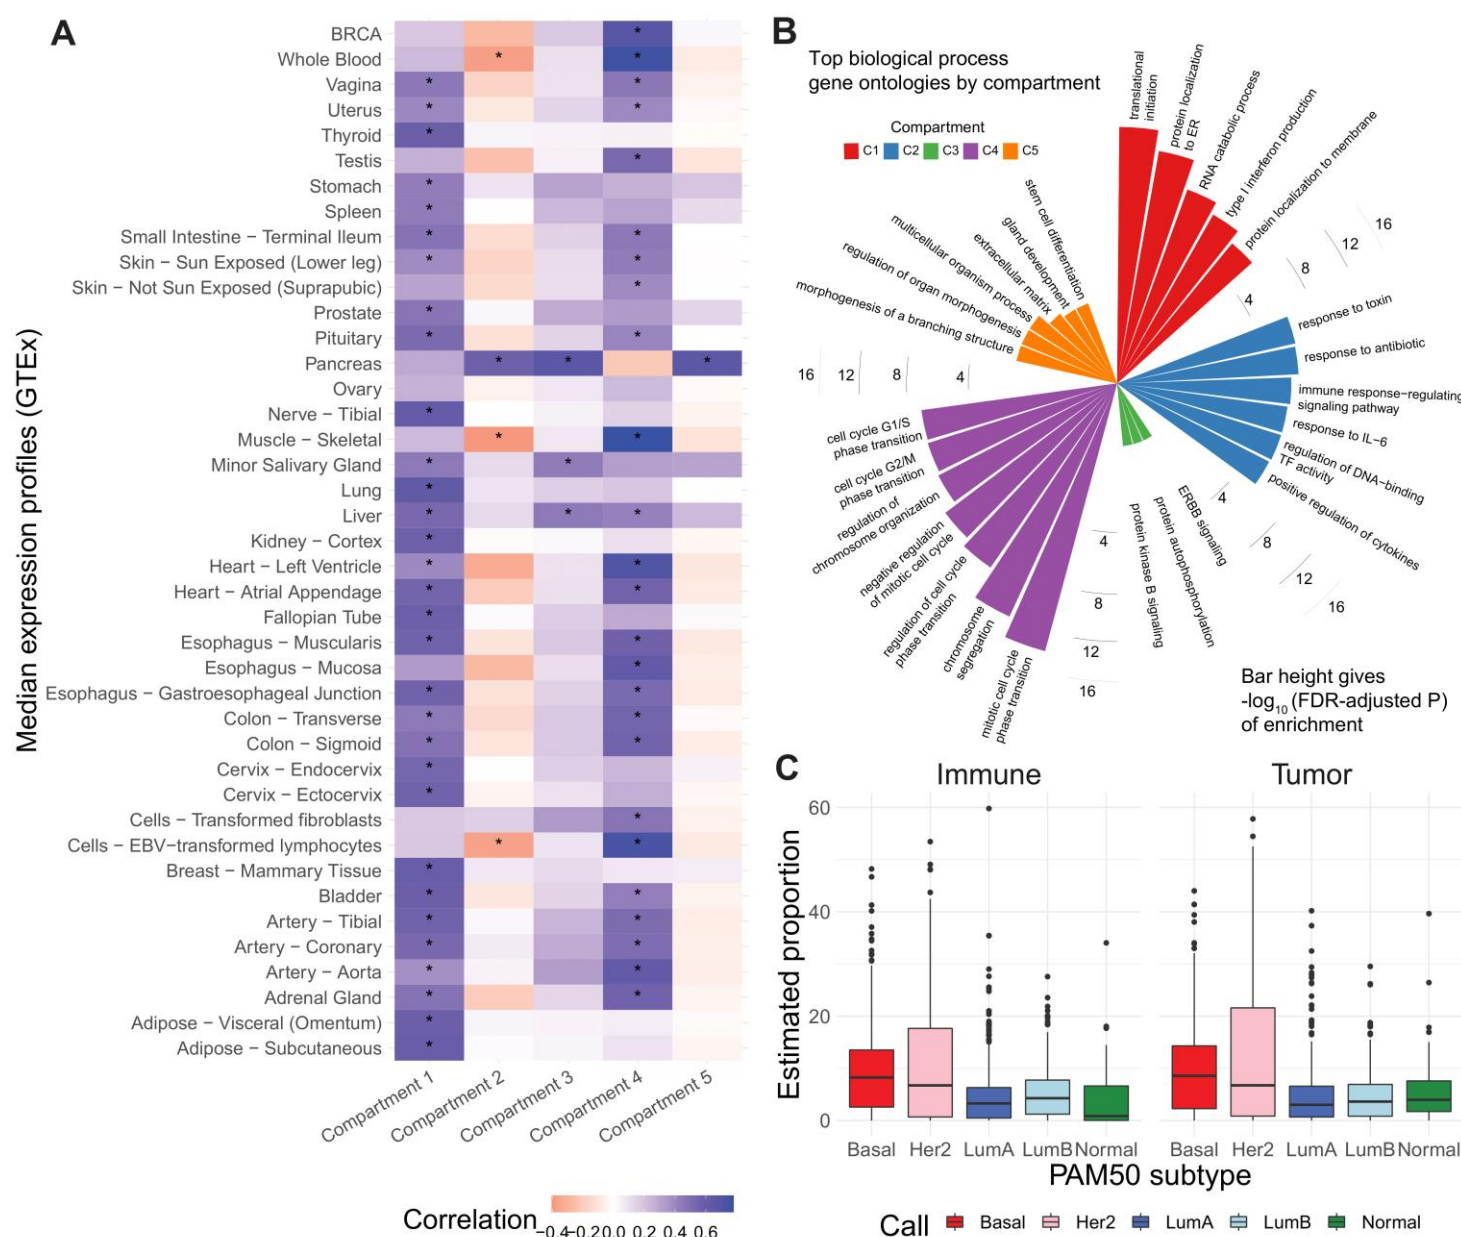 A
Median expression profiles (GTEx)
BRCA
Whole Blood
Vagina
Uterus
Thyroid
Testis
Stomach
Spleen
Small Intestine − Terminal Ileum
Skin − Sun Exposed (Lower leg)
Skin − Not Sun Exposed (Suprapubic)
Prostate
Pituitary
Pancreas
Ovary
Nerve − Tibial
Muscle − Skeletal
Minor Salivary Gland
Lung
Liver
Kidney − Cortex
Heart − Left Ventricle
Heart − Atrial Appendage
Fallopian Tube
Esophagus − Muscularis
Esophagus − Mucosa
Esophagus − Gastroesophageal Junction
Colon − Transverse
Colon − Sigmoid
Cervix − Endocervix
Cervix − Ectocervix
Cells − Transformed fibroblasts
Cells − EBV−transformed lymphocytes
Breast − Mammary Tissue
Bladder
Artery − Tibial
Artery − Coronary
Artery − Aorta
Adrenal Gland
Adipose − Visceral (Omentum)
Adipose − Subcutaneous
Compartment 1
Compartment 2
Compartment 3
Compartment 4
Compartment 5
Correlation
−0.4−0.20.0 0.2 0.4 0.6
B
Top biological process
gene ontologies by compartment
Compartment
C1 C2 C3 C4 C5
translational
initiation
protein localization
to ER
RNA catabolic process
type I interferon production
protein localization to membrane
4
8
12
16
response to toxin
response to antibiotic
immune response−regulating
signaling pathway
response to IL−6
regulation of DNA−binding
TF activity
positive regulation of cytokines
4
8
12
16
ERBB signaling
protein autophosphorylation
protein kinase B signaling
4
8
12
16
mitotic cell cycle
phase transition
chromosome
segregation
regulation of cell cycle
phase transition
negative regulation
of mitotic cell cycle
regulation of
chromosome organization
cell cycle G2/M
phase transition
cell cycle G1/S
phase transition
16 12 8 4
morphogenesis of a branching structure
regulation of organ morphogenesis
multicellular organism process
extracellular matrix
gland development
stem cell differentiation
Bar height gives
-log10 (FDR-adjusted P)
of enrichment
C
Immune
Tumor
Estimated proportion
60
40
20
0
Basal Her2 LumA LumB Normal
Basal Her2 LumA LumB Normal
PAM50 subtype
Call Basal Her2 LumA LumB Normal